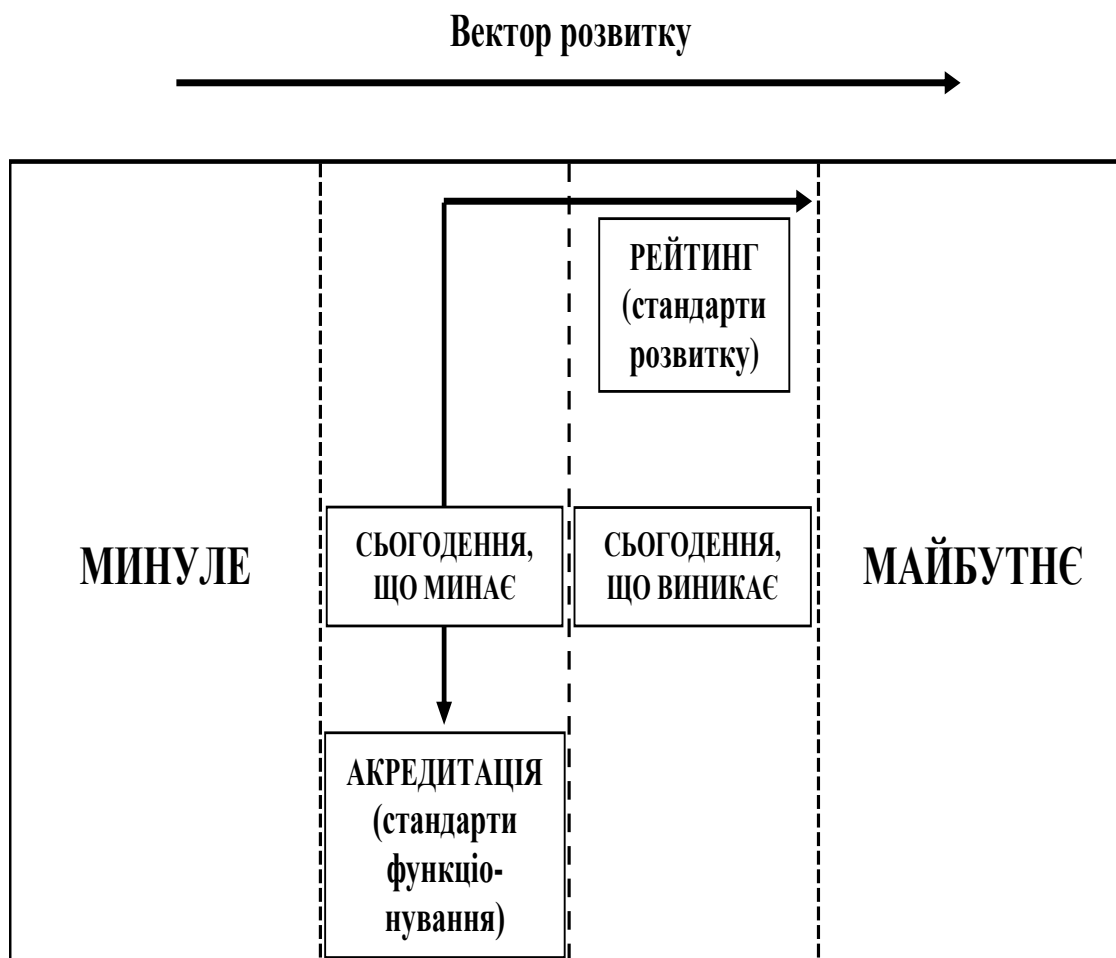 Вектор розвитку
РЕЙТИНГ
(стандарти
розвитку)
МИНУЛЕ
СЬОГОДЕННЯ,
ЩО МИНАЄ
СЬОГОДЕННЯ,
ЩО ВИНИКАЄ
МАЙБУТНЄ
АКРЕДИТАЦІЯ
(стандарти
функціо-
нування)